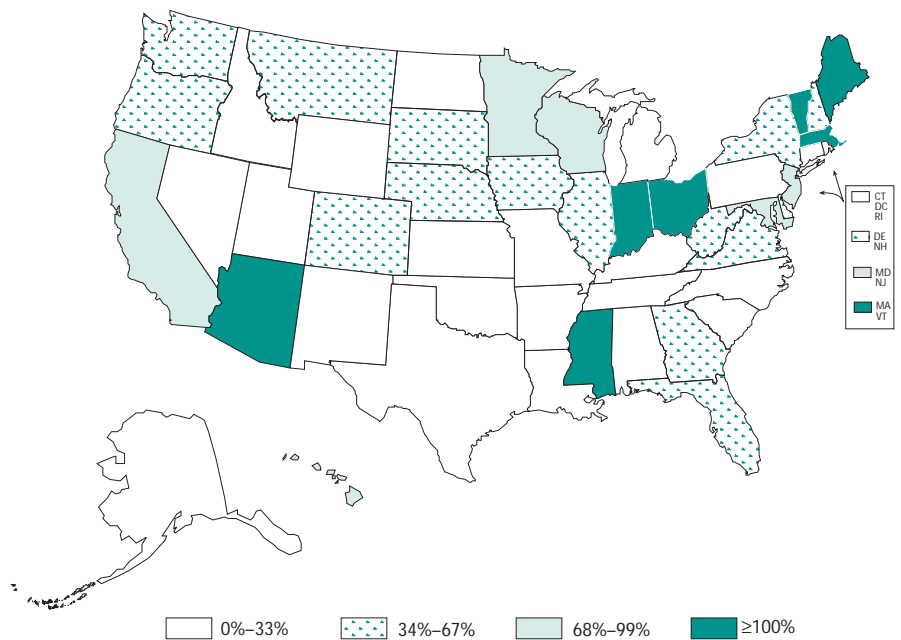 CT
DC
RI
DE
NH
MD
NJ
MA
VT
0%–33%
34%–67%
68%–99%
≥100%